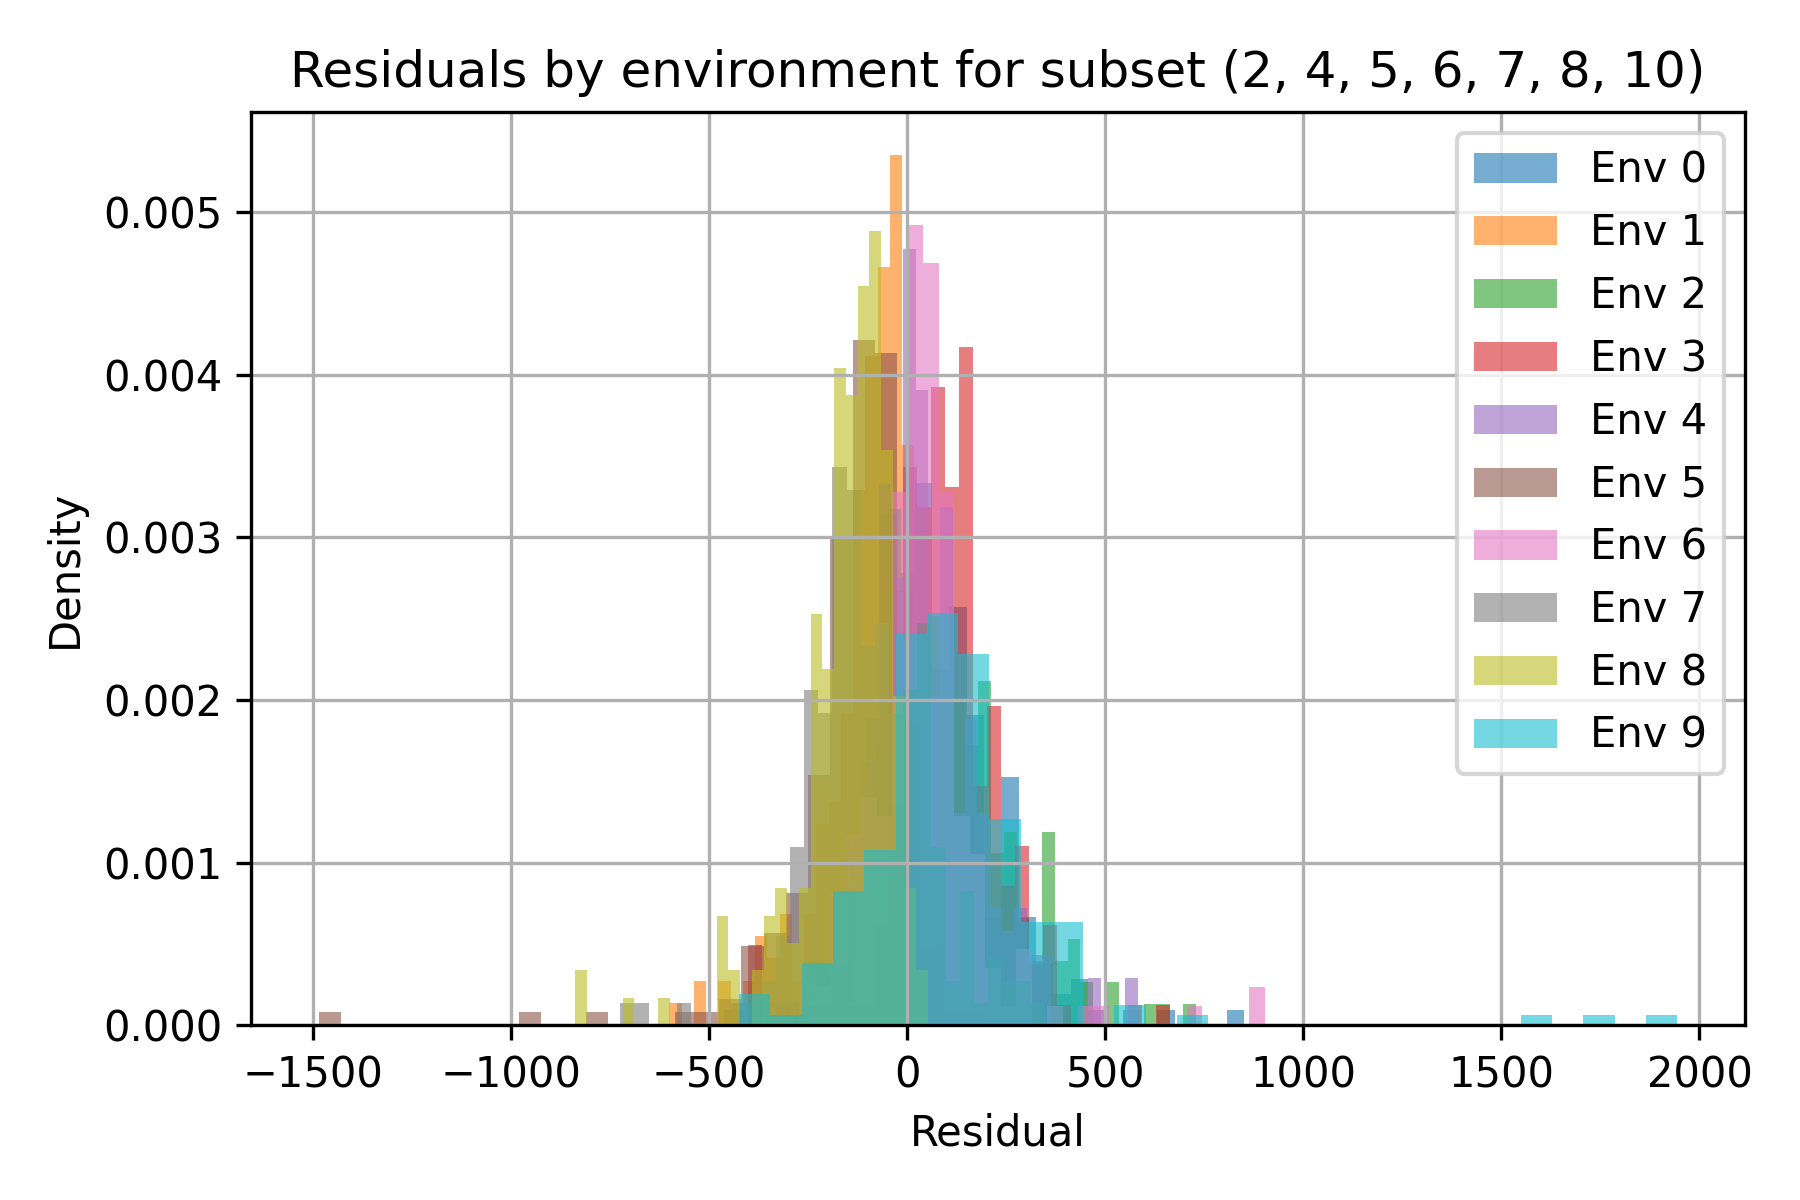 Residuals by environment for subset (2, 4, 5, 6, 7, 8, 10)
Env 0
Env 1
Env 2
Env 3
Env 4
Env 5
Env 6
Env 7
Env 8
Env 9
0.005
0.004
0.003
0.002
0.001
0.000
Density
−1500 −1000 −500 0 500 1000 1500 2000
Residual